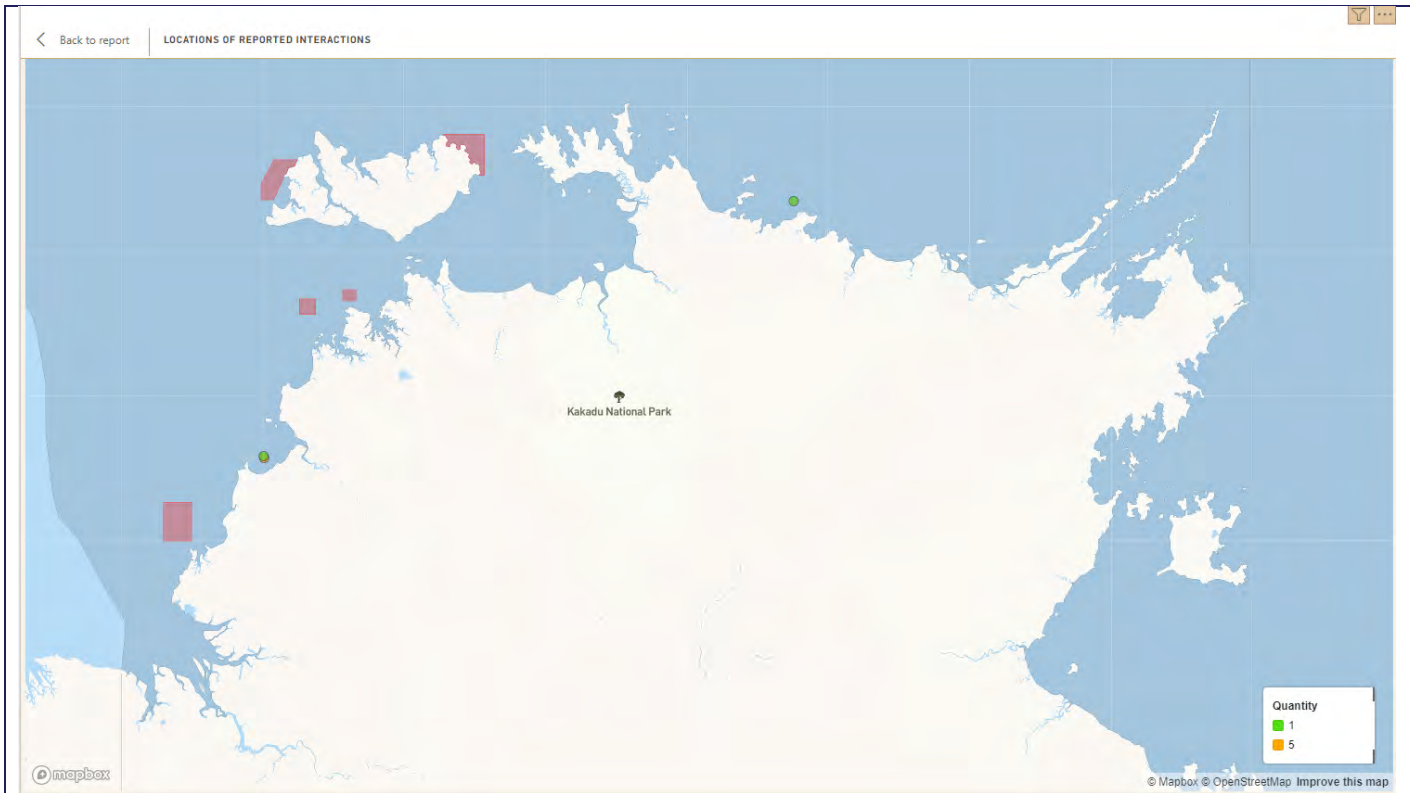 Back to report
LOCATIONS OF REPORTED INTERACTIONS
Kakadu National Park
Quantity
1
5
mapbox
© Mapbox © OpenStreetMap Improve this map